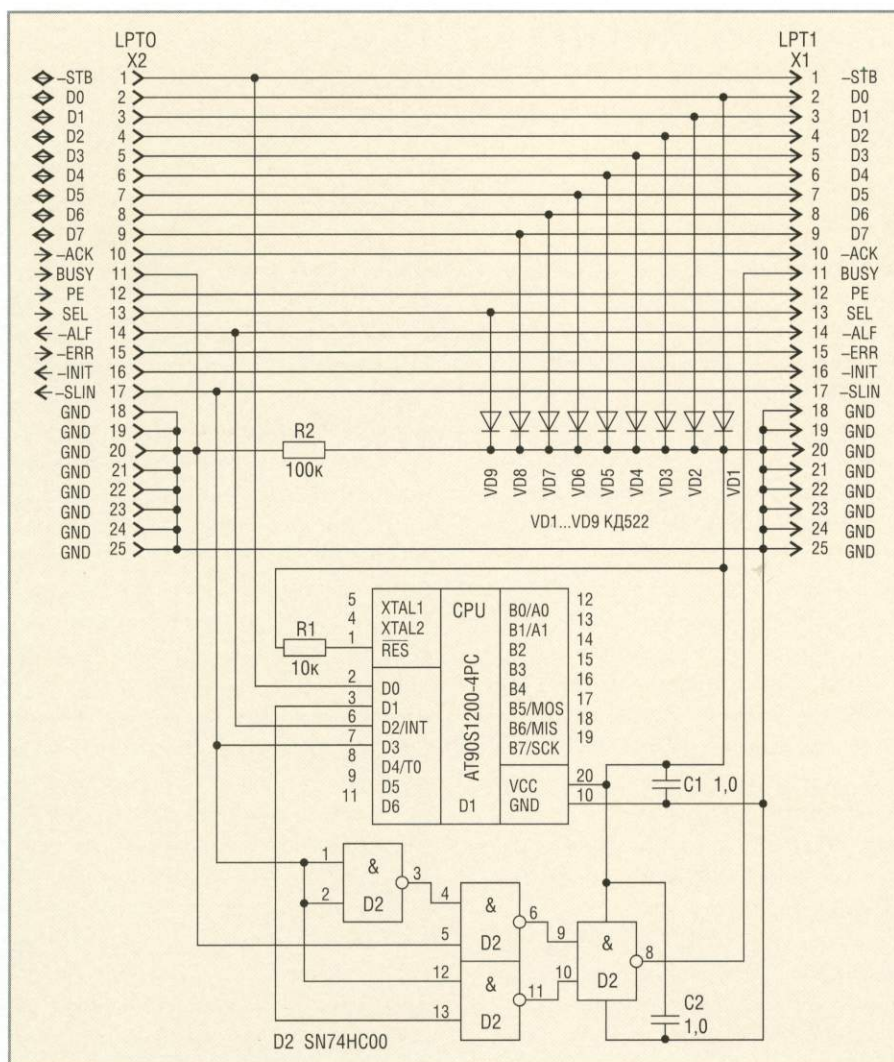 LPT0 LPT1
X2 X1
–STB 1 1 –STB
D0 2 2 D0
D1 3 3 D1
D2 4 4 D2
D3 5 5 D3
D4 6 6 D4
D5 7 7 D5
D6 8 8 D6
D7 9 9 D7
–ACK 10 10 –ACK
BUSY 11 11 BUSY
PE 12 12 PE
SEL 13 13 SEL
–ALF 14 14 –ALF
–ERR 15 15 –ERR
–INIT 16 16 –INIT
–SLIN 17 17 –SLIN
GND 18 18 GND
GND 19 19 GND
GND 20 20 GND
GND 21 21 GND
GND 22 22 GND
GND 23 23 GND
GND 24 24 GND
GND 25 25 GND
R2
100к
VD9 VD8 VD7 VD6 VD5 VD4 VD3 VD2 VD1
VD1...VD9 КД522
R1
10к
5 XTAL1
4 XTAL2
1 RES
2 D0
3 D1
6 D2/INT
7 D3
8 D4/T0
9 D5
11 D6
CPU
AT90S1200-4PC
D1
B0/A0 12
B1/A1 13
B2 14
B3 15
B4 16
B5/MOS 17
B6/MIS 18
B7/SCK 19
VCC 20
GND 10
C1 1,0
1 2 & D2 3
4 5 & D2 6
12 13 & D2 11
9 10 & D2 8
C2
1,0
D2 SN74HC00